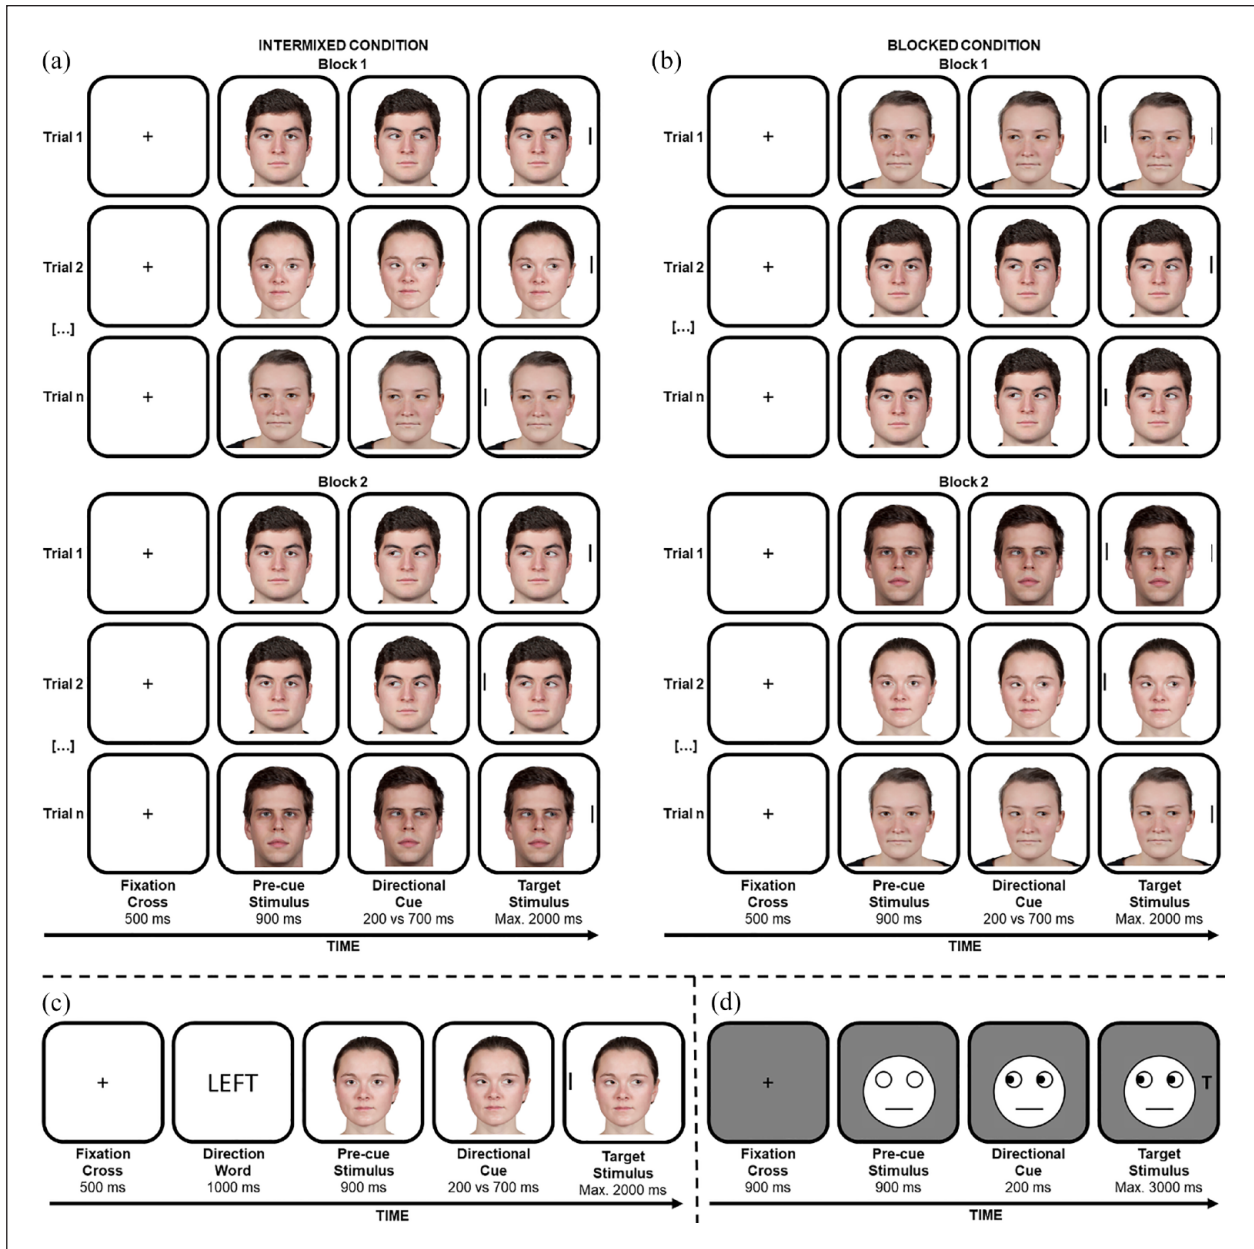 (a)
INTERMIXED CONDITION
Block 1
Trial 1
+
Trial 2
+
[...]
Trial n
+
Block 2
Trial 1
+
Trial 2
+
[...]
Trial n
+
Fixation Cross 500 ms
Pre-cue Stimulus 900 ms
Directional Cue 200 vs 700 ms
Target Stimulus Max. 2000 ms
TIME
(b)
BLOCKED CONDITION
Block 1
Trial 1
+
Trial 2
+
[...]
Trial n
+
Block 2
Trial 1
+
Trial 2
+
[...]
Trial n
+
Fixation Cross 500 ms
Pre-cue Stimulus 900 ms
Directional Cue 200 vs 700 ms
Target Stimulus Max. 2000 ms
TIME
(c)
+
LEFT
Fixation Cross 500 ms
Direction Word 1000 ms
Pre-cue Stimulus 900 ms
Directional Cue 200 vs 700 ms
Target Stimulus Max. 2000 ms
TIME
(d)
+
T
Fixation Cross 900 ms
Pre-cue Stimulus 900 ms
Directional Cue 200 ms
Target Stimulus Max. 3000 ms
TIME